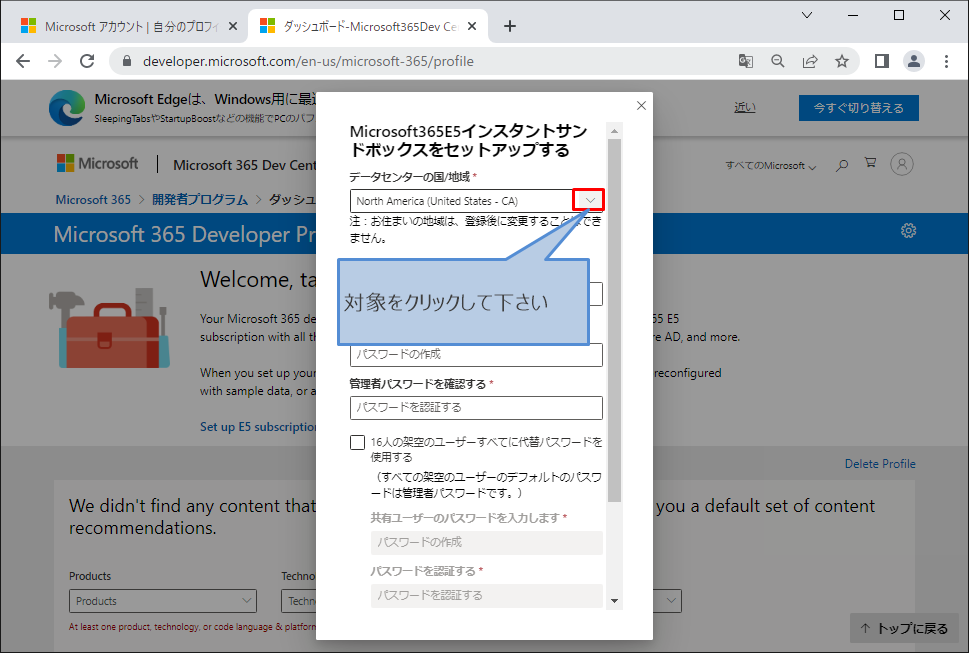 Microsoft アカウント | 自分のプロフィ
ダッシュボード-Microsoft365Dev Ce
developer.microsoft.com/en-us/microsoft-365/profile
Microsoft Edgeは、Windows用に最適
SleepingTabsやStartupBoostなどの機能でPCのパフ
近い
今すぐ切り替える
Microsoft
Microsoft 365 Dev Cent
すべてのMicrosoft
Microsoft 365 > 開発者プログラム > ダッシュ
Microsoft 365 Developer Pr
Welcome, ta
Your Microsoft 365 de
65 E5
subscription with all th
re AD, and more.
When you set up your
reconfigured
with sample data, or a
Set up E5 subscription
Delete Profile
We didn't find any content that
you a default set of content
recommendations.
Products
Techno
Products
Techn
At least one product, technology, or code language & platform
トップに戻る
Microsoft365E5インスタントサン
ドボックスをセットアップする
データセンターの国/地域 *
North America (United States - CA)
注：お住まいの地域は、登録後に変更することはでき
ません。
対象をクリックして下さい
パスワードの作成
管理者パスワードを確認する *
パスワードを認証する
16人の架空のユーザーすべてに代替パスワードを
使用する
（すべての架空のユーザーのデフォルトのパスワ
ードは管理者パスワードです。）
共有ユーザーのパスワードを入力します *
パスワードの作成
パスワードを認証する *
パスワードを認証する